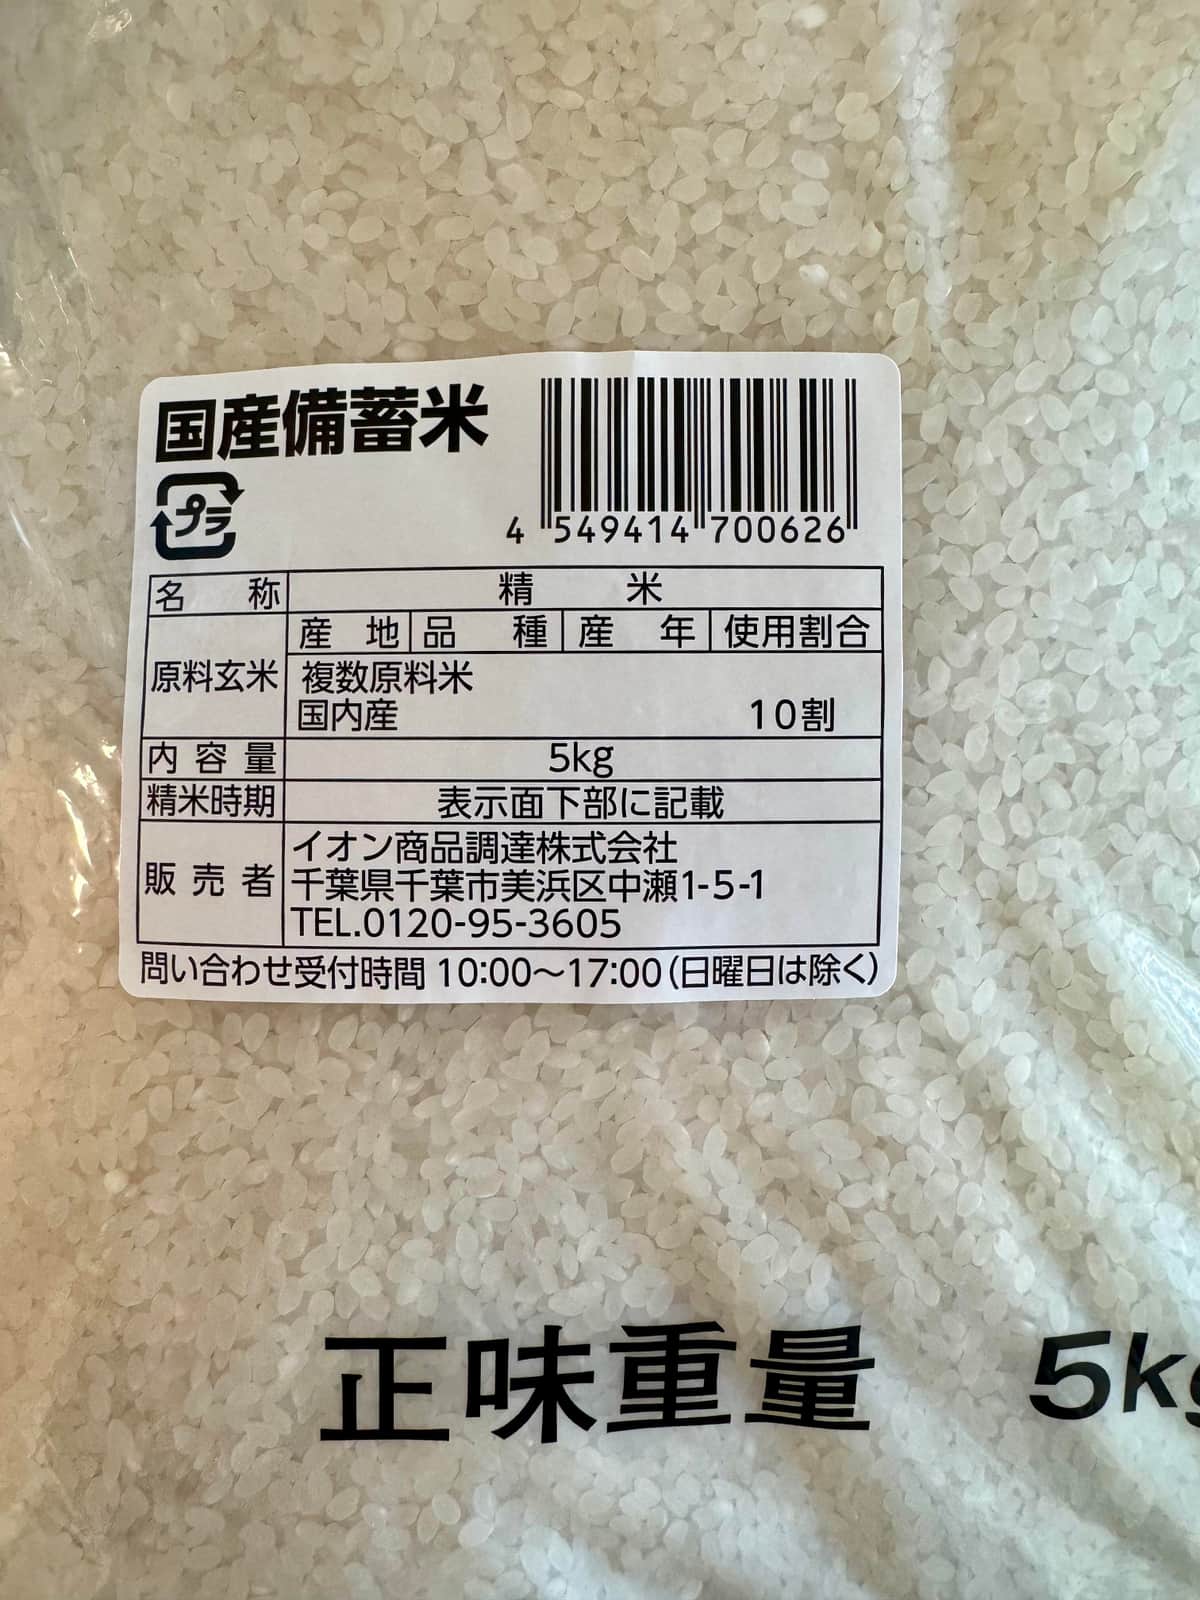 国産備蓄米
プラ
4 549414 700626
名称 精米
原料玄米 産地 品種 産年 使用割合
複数原料米
国内産 10割
内容量 5kg
精米時期 表示面下部に記載
販売者 イオン商品調達株式会社
千葉県千葉市美浜区中瀬1-5-1
TEL.0120-95-3605
問い合わせ受付時間 10:00～17:00(日曜日は除く)
正味重量 5kg